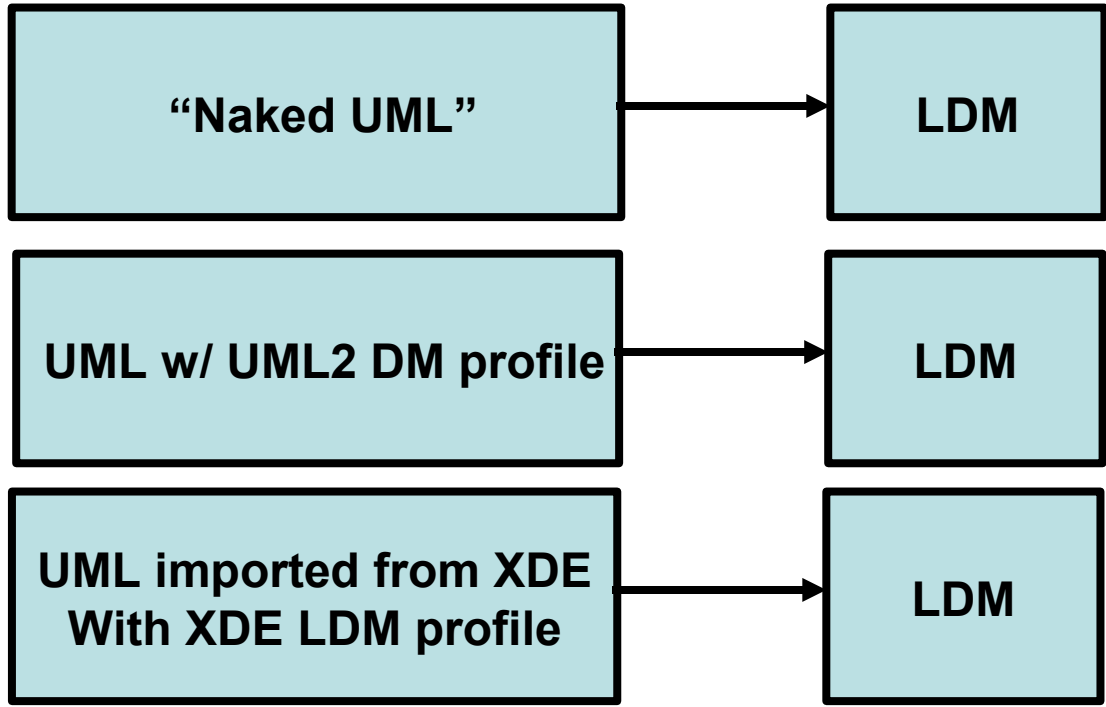 “Naked UML”
LDM
UML w/ UML2 DM profile
LDM
UML imported from XDE
With XDE LDM profile
LDM